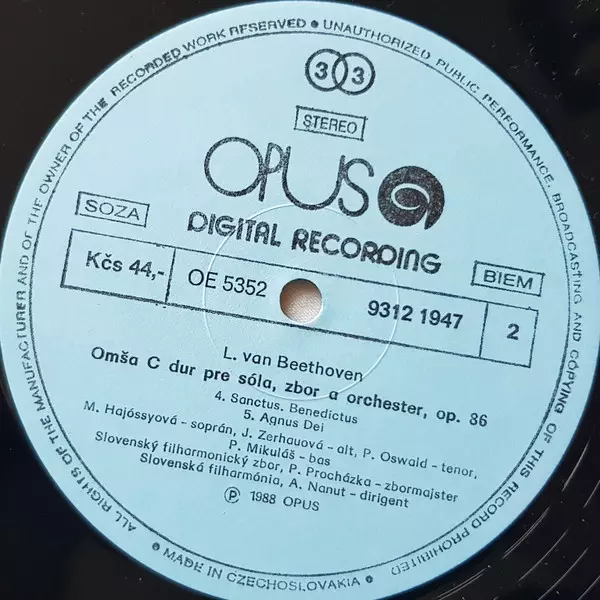 ALL RIGHTS OF THE MANUFACTURER AND OF THE OWNER OF THE RECORDED WORK RESERVED • UNAUTHORIZED PUBLIC PERFORMANCE, BROADCASTING AND COPYING OF THIS RECORD PROHIBITED
33
STEREO
OPUS
DIGITAL RECORDING
SOZA
BIEM
Kčs 44,- OE 5352 9312 1947 2
L. van Beethoven
Omša C dur pre sóla, zbor a orchester, op. 86
4. Sanctus. Benedictus
5. Agnus Dei
M. Hajóssyová - soprán, J. Zerhauová - alt, P. Oswald - tenor,
P. Mikuláš - bas
Slovenský filharmonický zbor, P. Procházka - zbormajster
Slovenská filharmónia, A. Nanut - dirigent
Ⓟ 1988 OPUS
• MADE IN CZECHOSLOVAKIA •